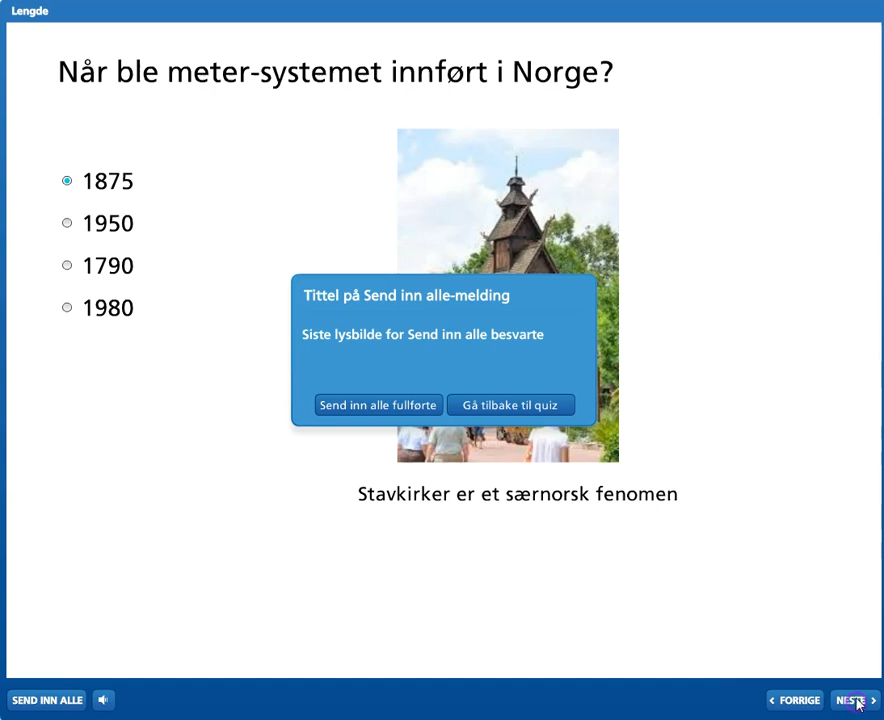 Lengde
Når ble meter-systemet innført i Norge?
1875
1950
1790
1980
Tittel på Send inn alle-melding
Siste lysbilde for Send inn alle besvarte
Send inn alle fullførte
Gå tilbake til quiz
Stavkirker er et særnorsk fenomen
SEND INN ALLE
FORRIGE
NESTE